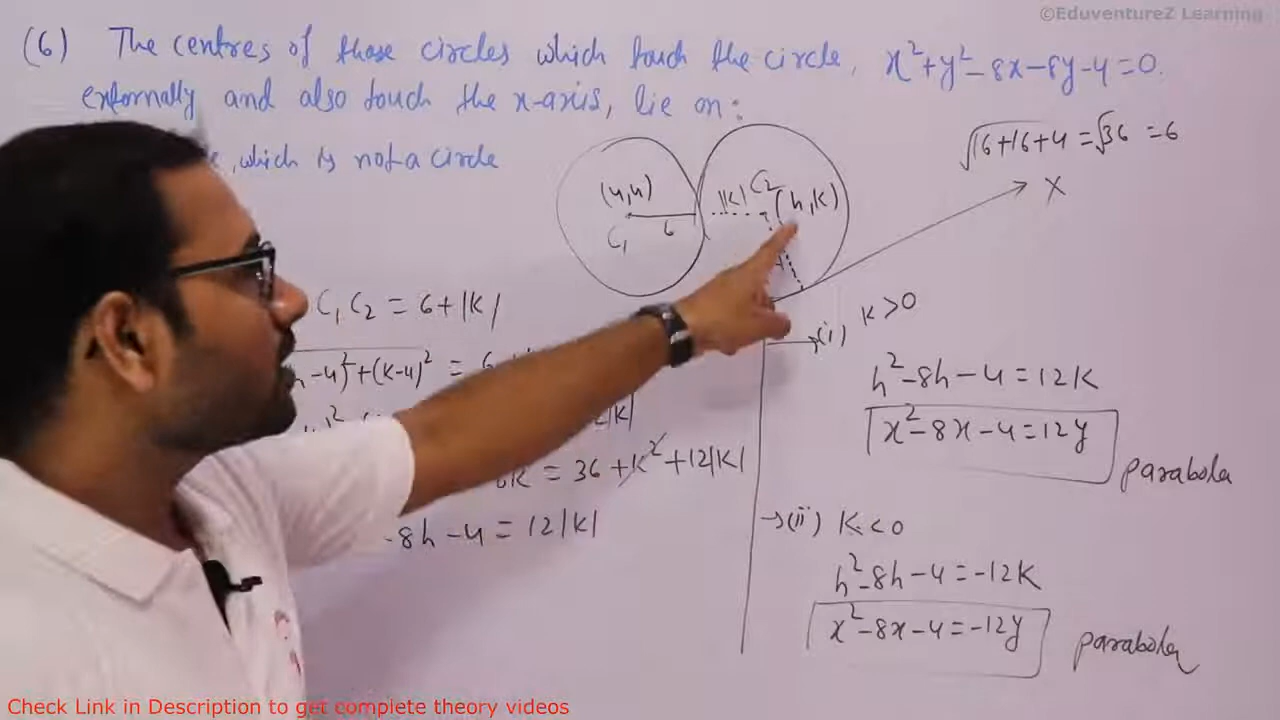 ©EduventureZ Learning
(6) The centres of those circles which touch the circle, x²+y²-8x-8y-4=0.
externally and also touch the x-axis, lie on:
which is not a circle
√16+16+4 = √36 = 6
X
(4,4)
C₁
6
|K|
C₂
(h,K)
C₁C₂ = 6+|K|
-4)²+(K-4)² = 6
|K|
8K = 36+K²+12|K|
-8h-4 = 12|K|
→(i) K>0
h²-8h-4=12K
x²-8x-4=12y
parabola
→(ii) K<0
h²-8h-4=-12K
x²-8x-4=-12y
parabola
Check Link in Description to get complete theory videos